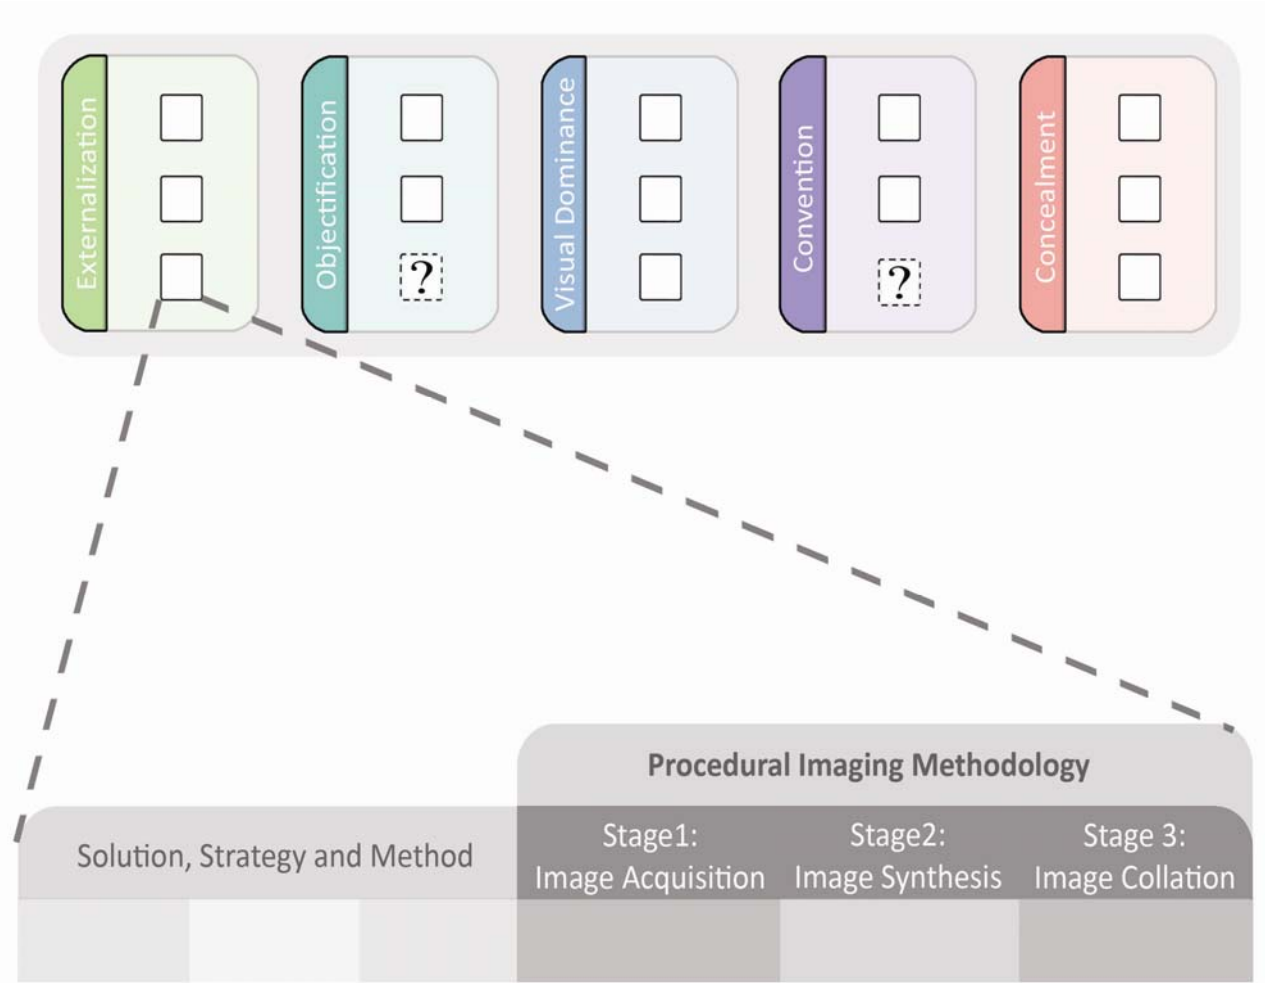 Externalization
Objectification
Visual Dominance
Convention
Concealment
?
?
Procedural Imaging Methodology
Solution, Strategy and Method
Stage1:
Image Acquisition
Stage2:
Image Synthesis
Stage 3:
Image Collation